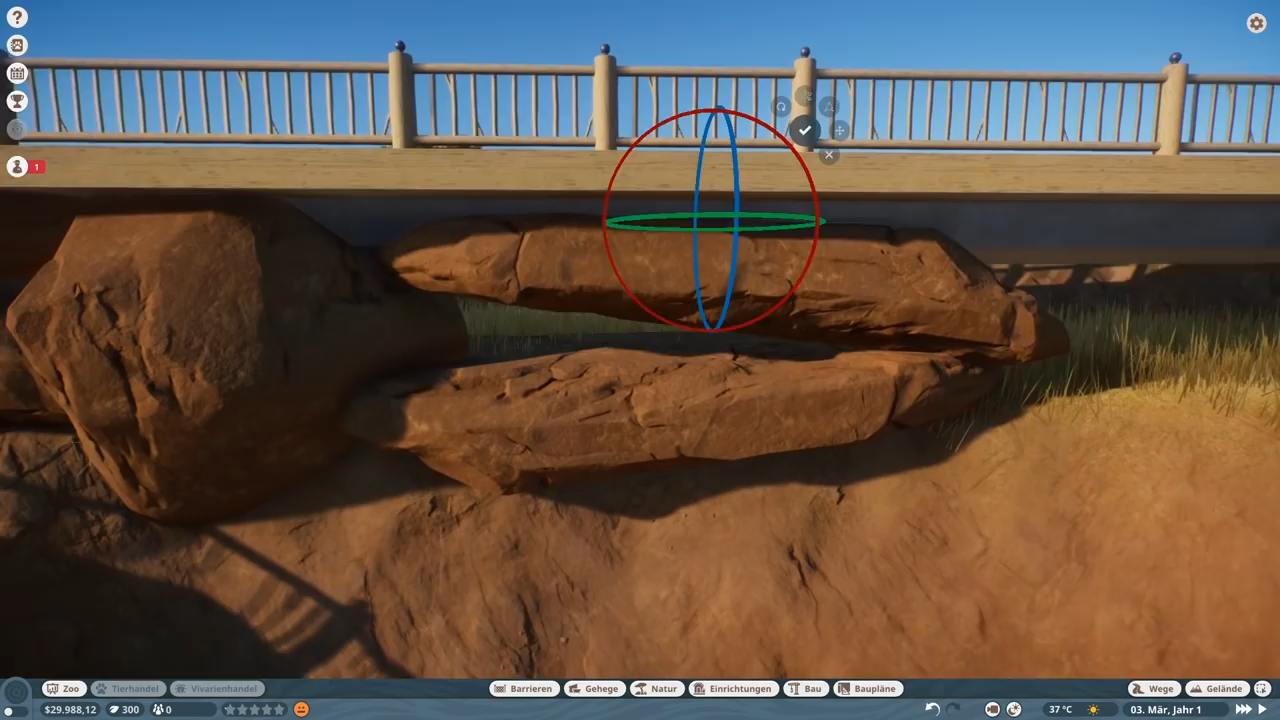 ?
1
Zoo
Tierhandel
Vivarienhandel
Barrieren
Gehege
Natur
Einrichtungen
Bau
Baupläne
Wege
Gelände
$29.988,12
300
0
37 °C
03. Mär, Jahr 1